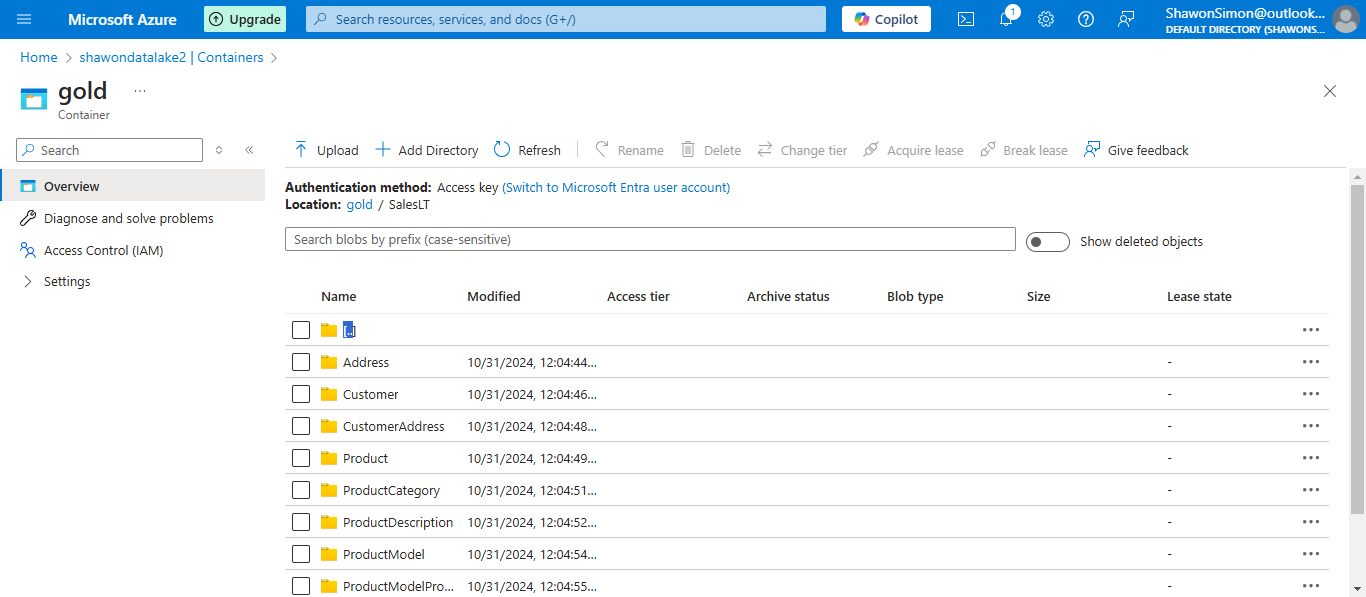 Microsoft Azure
Upgrade
Search resources, services, and docs (G+/)
Copilot
1
ShawonSimon@outlook...
DEFAULT DIRECTORY (SHAWONS...
Home > shawondatalake2 | Containers >
gold ...
Container
Search
Overview
Diagnose and solve problems
Access Control (IAM)
Settings
Upload Add Directory Refresh Rename Delete Change tier Acquire lease Break lease Give feedback
Authentication method: Access key (Switch to Microsoft Entra user account)
Location: gold / SalesLT
Search blobs by prefix (case-sensitive)
Show deleted objects
Name Modified Access tier Archive status Blob type Size Lease state
[..]
Address 10/31/2024, 12:04:44... -
Customer 10/31/2024, 12:04:46... -
CustomerAddress 10/31/2024, 12:04:48... -
Product 10/31/2024, 12:04:49... -
ProductCategory 10/31/2024, 12:04:51... -
ProductDescription 10/31/2024, 12:04:52... -
ProductModel 10/31/2024, 12:04:54... -
ProductModelPro... 10/31/2024, 12:04:55... -